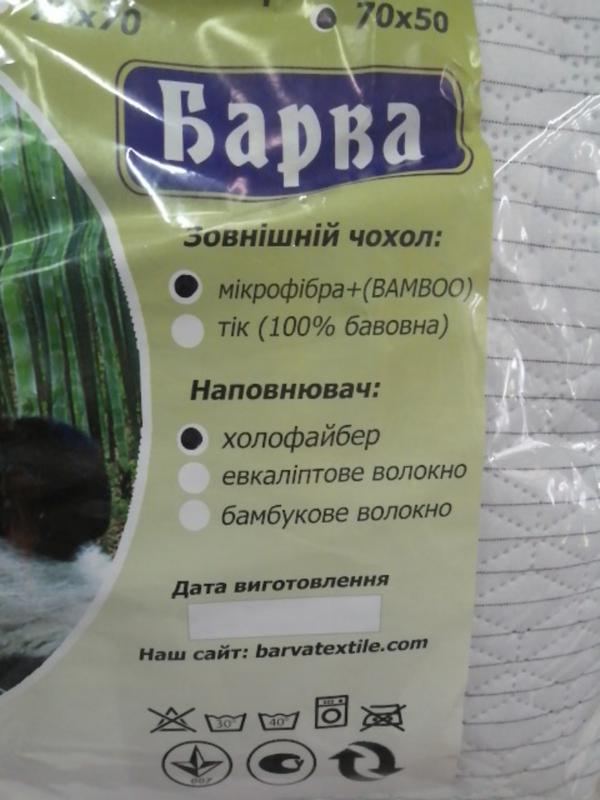 70x50
Барва
Зовнішній чохол:
мікрофібра+(BAMBOO)
тік (100% бавовна)
Наповнювач:
холофайбер
евкаліптове волокно
бамбукове волокно
Дата виготовлення
Наш сайт: barvatextile.com
30° 40°
007